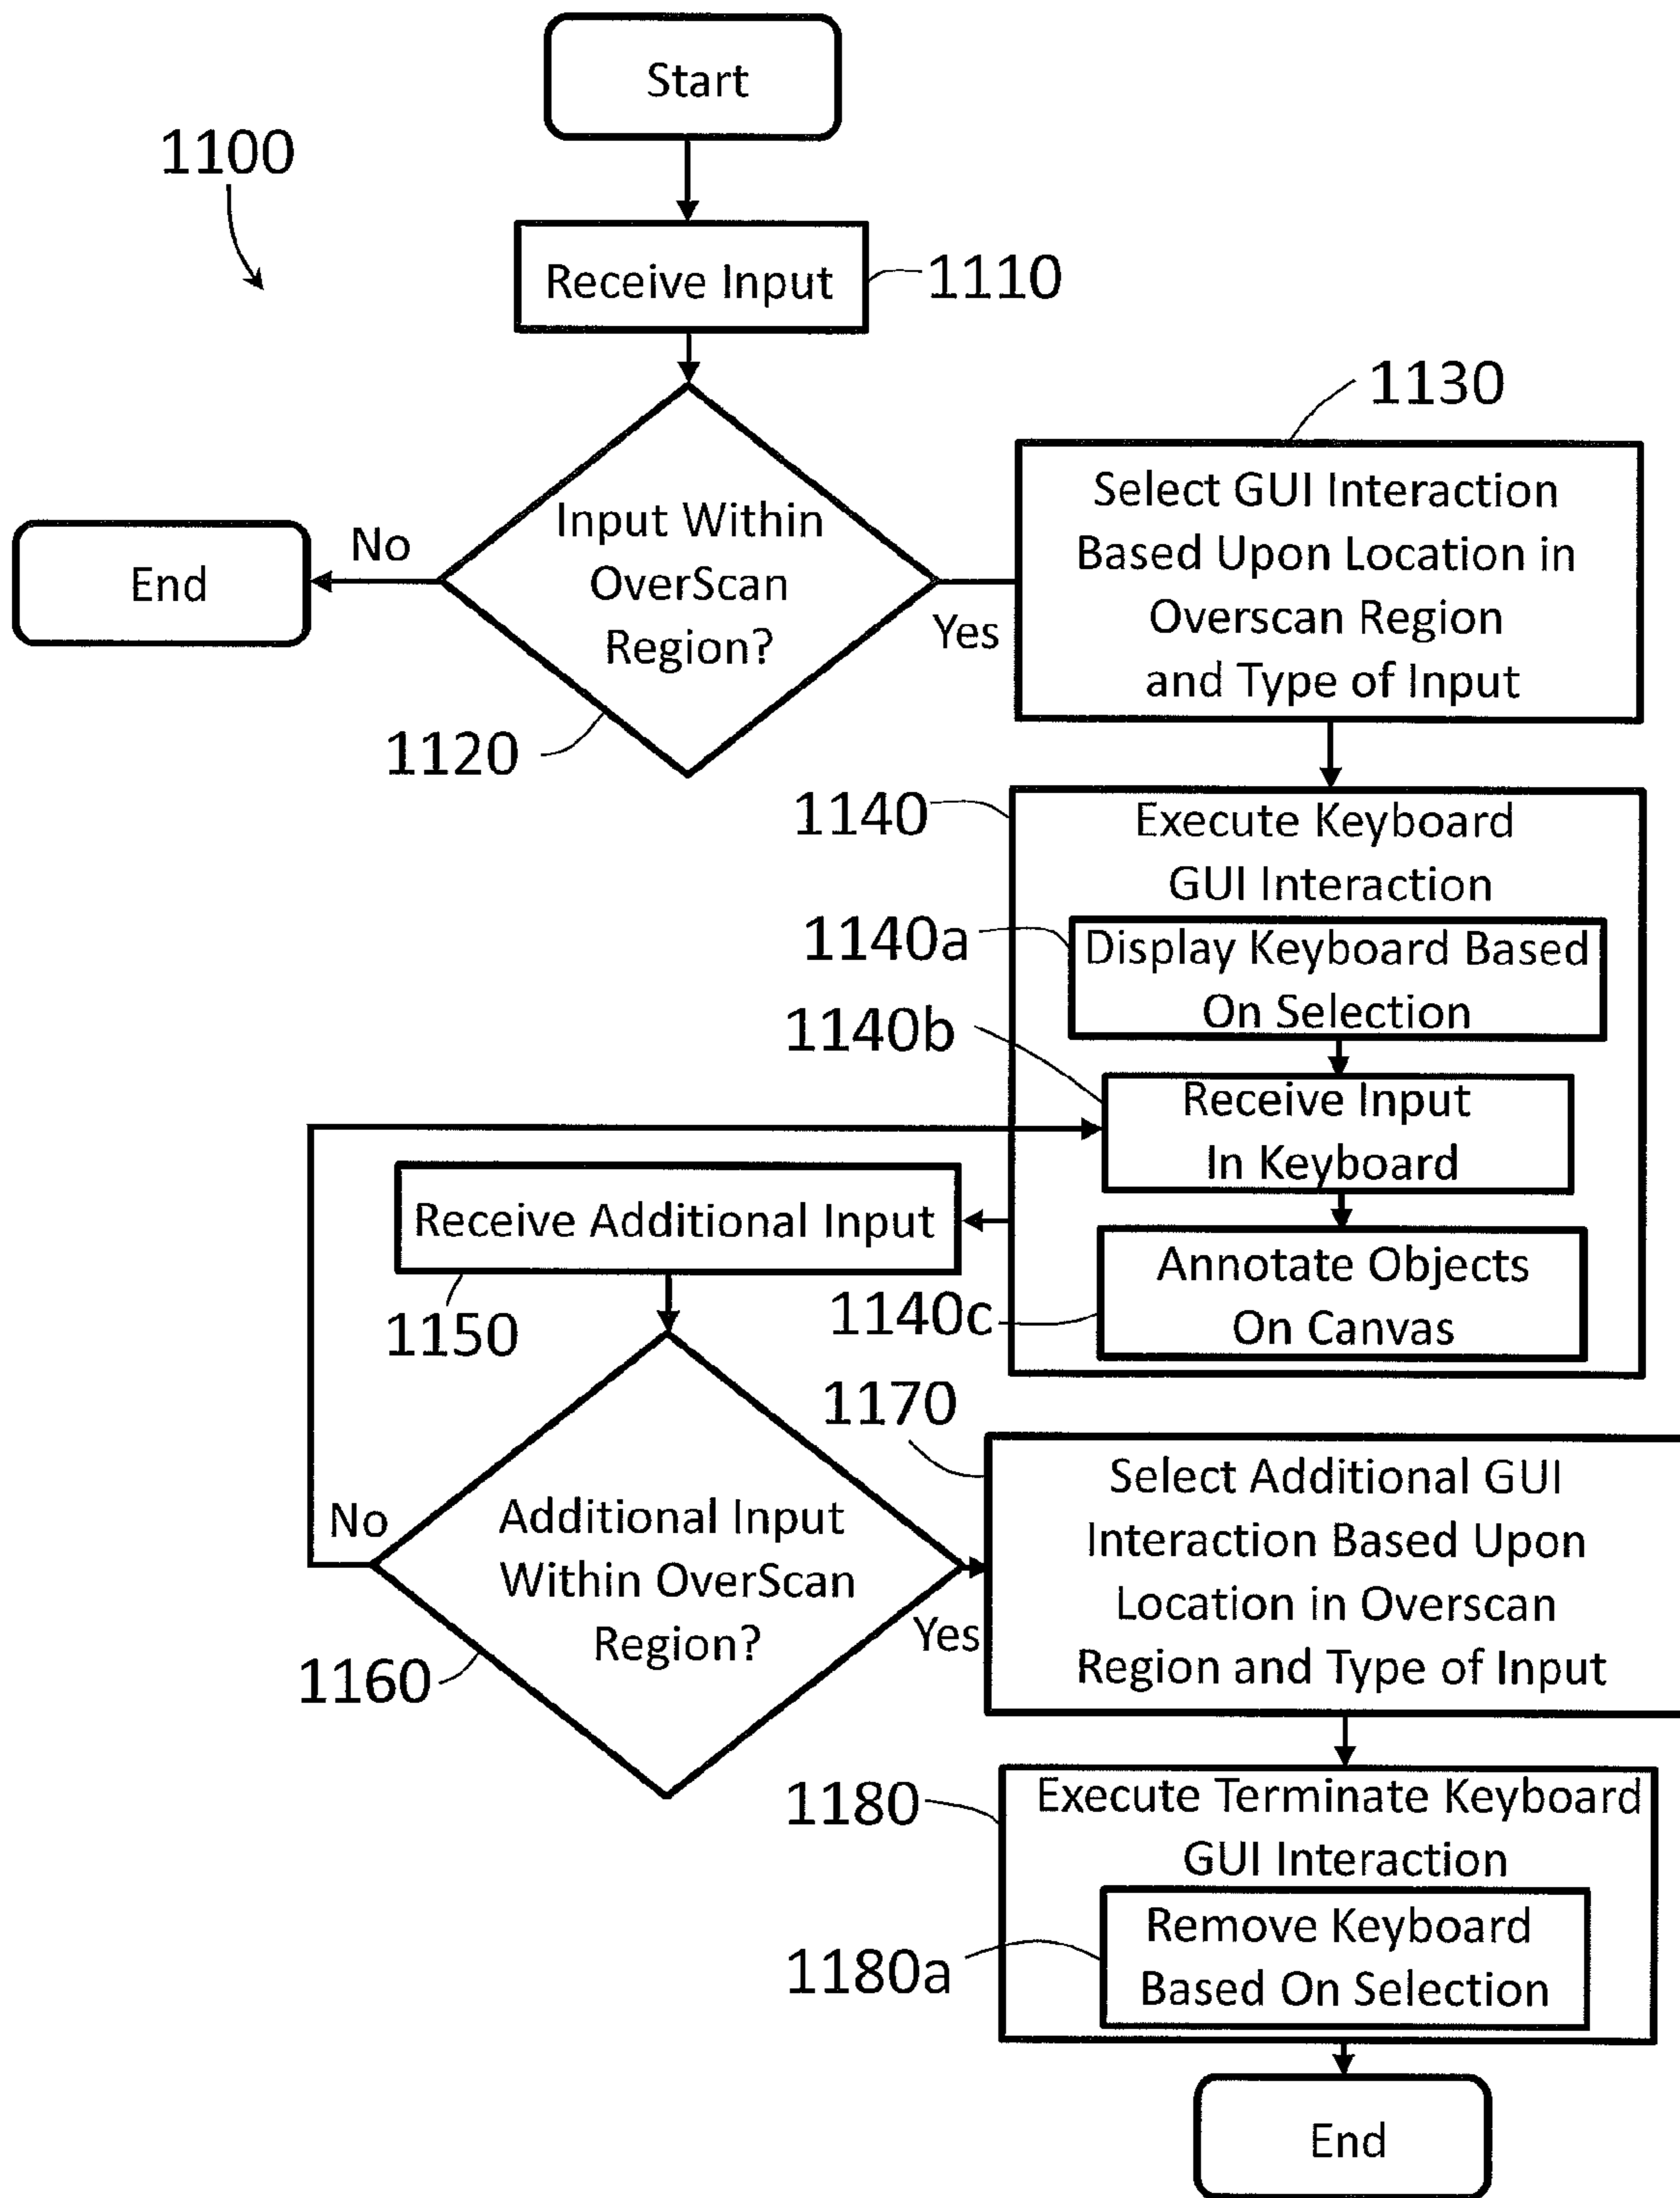 Start
1100
Receive Input
1110
1130
Input Within
OverScan
Region?
No
Yes
End
1120
Select GUI Interaction
Based Upon Location in
Overscan Region
and Type of Input
1140
Execute Keyboard
GUI Interaction
1140a
Display Keyboard Based
On Selection
1140b
Receive Input
In Keyboard
Receive Additional Input
1150
1140c
Annotate Objects
On Canvas
1170
No
Additional Input
Within OverScan
Region?
Yes
1160
Select Additional GUI
Interaction Based Upon
Location in Overscan
Region and Type of Input
1180
Execute Terminate Keyboard
GUI Interaction
1180a
Remove Keyboard
Based On Selection
End